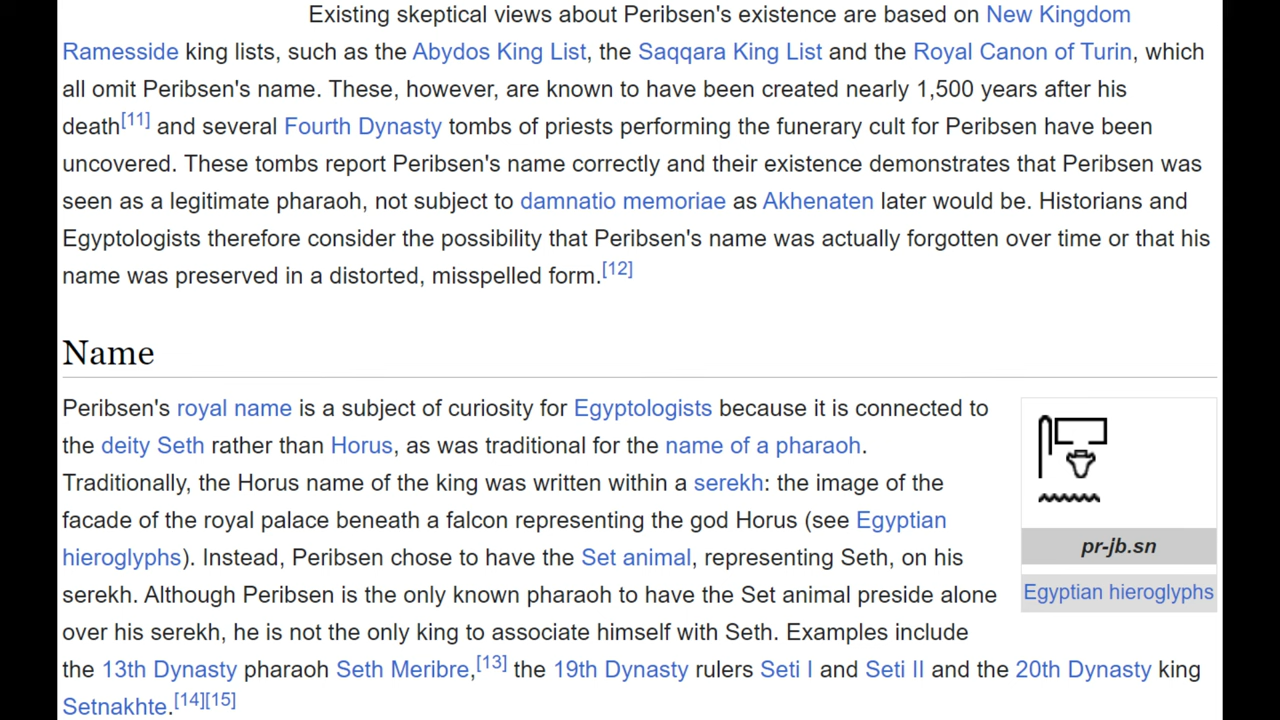 Existing skeptical views about Peribsen's existence are based on New Kingdom
Ramesside king lists, such as the Abydos King List, the Saqqara King List and the Royal Canon of Turin, which
all omit Peribsen's name. These, however, are known to have been created nearly 1,500 years after his
death[11] and several Fourth Dynasty tombs of priests performing the funerary cult for Peribsen have been
uncovered. These tombs report Peribsen's name correctly and their existence demonstrates that Peribsen was
seen as a legitimate pharaoh, not subject to damnatio memoriae as Akhenaten later would be. Historians and
Egyptologists therefore consider the possibility that Peribsen's name was actually forgotten over time or that his
name was preserved in a distorted, misspelled form.[12]
Name
Peribsen's royal name is a subject of curiosity for Egyptologists because it is connected to
the deity Seth rather than Horus, as was traditional for the name of a pharaoh.
Traditionally, the Horus name of the king was written within a serekh: the image of the
facade of the royal palace beneath a falcon representing the god Horus (see Egyptian
hieroglyphs). Instead, Peribsen chose to have the Set animal, representing Seth, on his
serekh. Although Peribsen is the only known pharaoh to have the Set animal preside alone
over his serekh, he is not the only king to associate himself with Seth. Examples include
the 13th Dynasty pharaoh Seth Meribre,[13] the 19th Dynasty rulers Seti I and Seti II and the 20th Dynasty king
Setnakhte.[14][15]
pr-jb.sn
Egyptian hieroglyphs